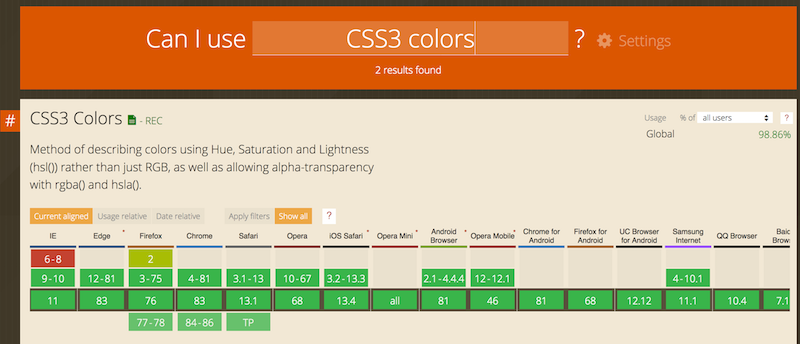 Can I use CSS3 colors ? Settings
2 results found
#
CSS3 Colors - REC
Usage % of all users ?
Global 98.86%
Method of describing colors using Hue, Saturation and Lightness
(hsl()) rather than just RGB, as well as allowing alpha-transparency
with rgba() and hsla().
Current aligned Usage relative Date relative Apply filters Show all ?
IE Edge * Firefox Chrome Safari Opera iOS Safari * Opera Mini * Android Browser * Opera Mobile * Chrome for Android Firefox for Android UC Browser for Android Samsung Internet QQ Browser Baid Brow
6-8 2
9-10 12-81 3-75 4-81 3.1-13 10-67 3.2-13.3 2.1-4.4.4 12-12.1 4-10.1
11 83 76 83 13.1 68 13.4 all 81 46 81 68 12.12 11.1 10.4 7.1
77-78 84-86 TP